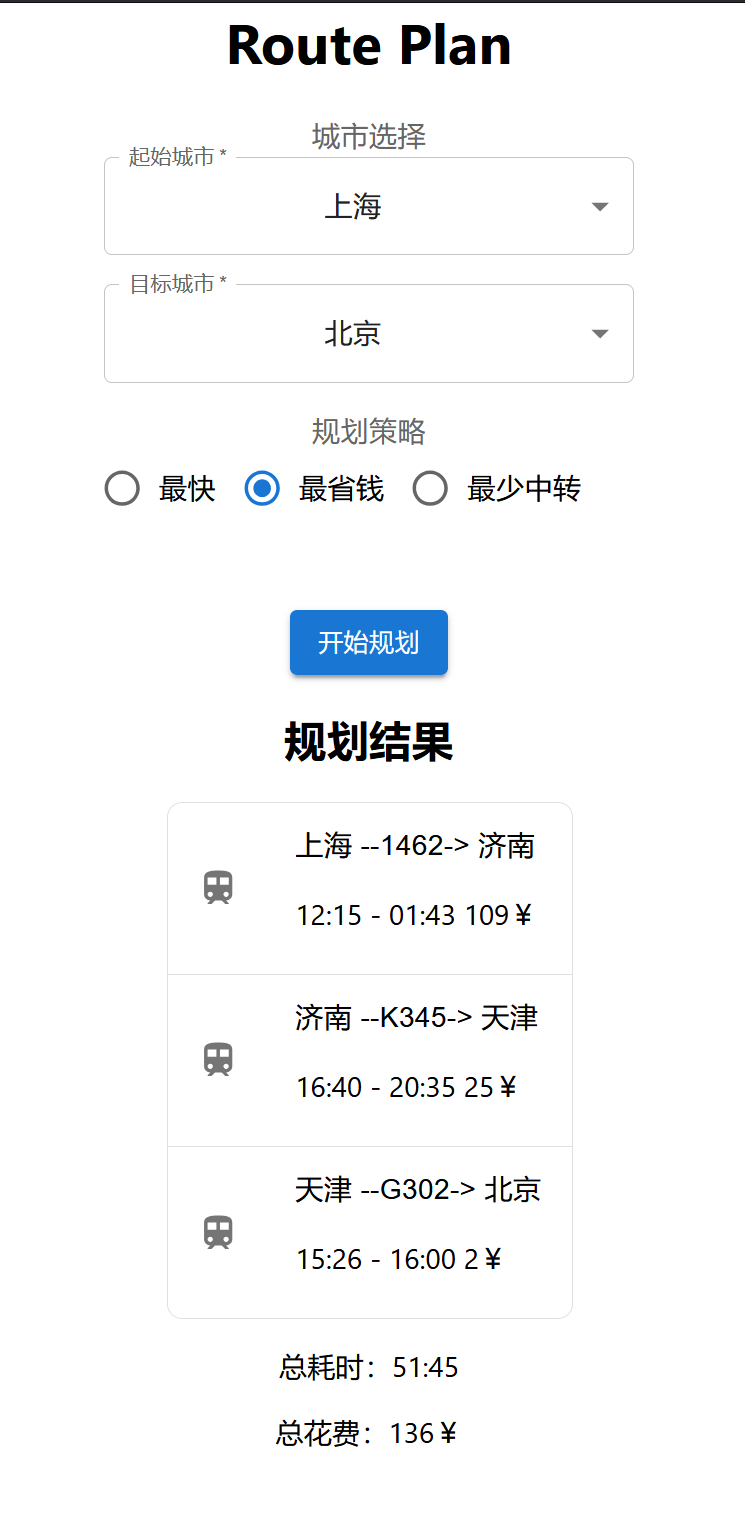 Route Plan
城市选择
起始城市 *
上海
目标城市 *
北京
规划策略
最快 最省钱 最少中转
开始规划
规划结果
上海 --1462-> 济南
12:15 - 01:43 109￥
济南 --K345-> 天津
16:40 - 20:35 25￥
天津 --G302-> 北京
15:26 - 16:00 2￥
总耗时：51:45
总花费：136￥